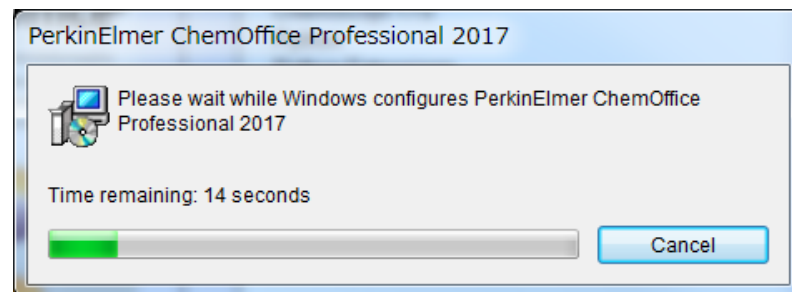 PerkinElmer ChemOffice Professional 2017
Please wait while Windows configures PerkinElmer ChemOffice
Professional 2017
Time remaining: 14 seconds
Cancel